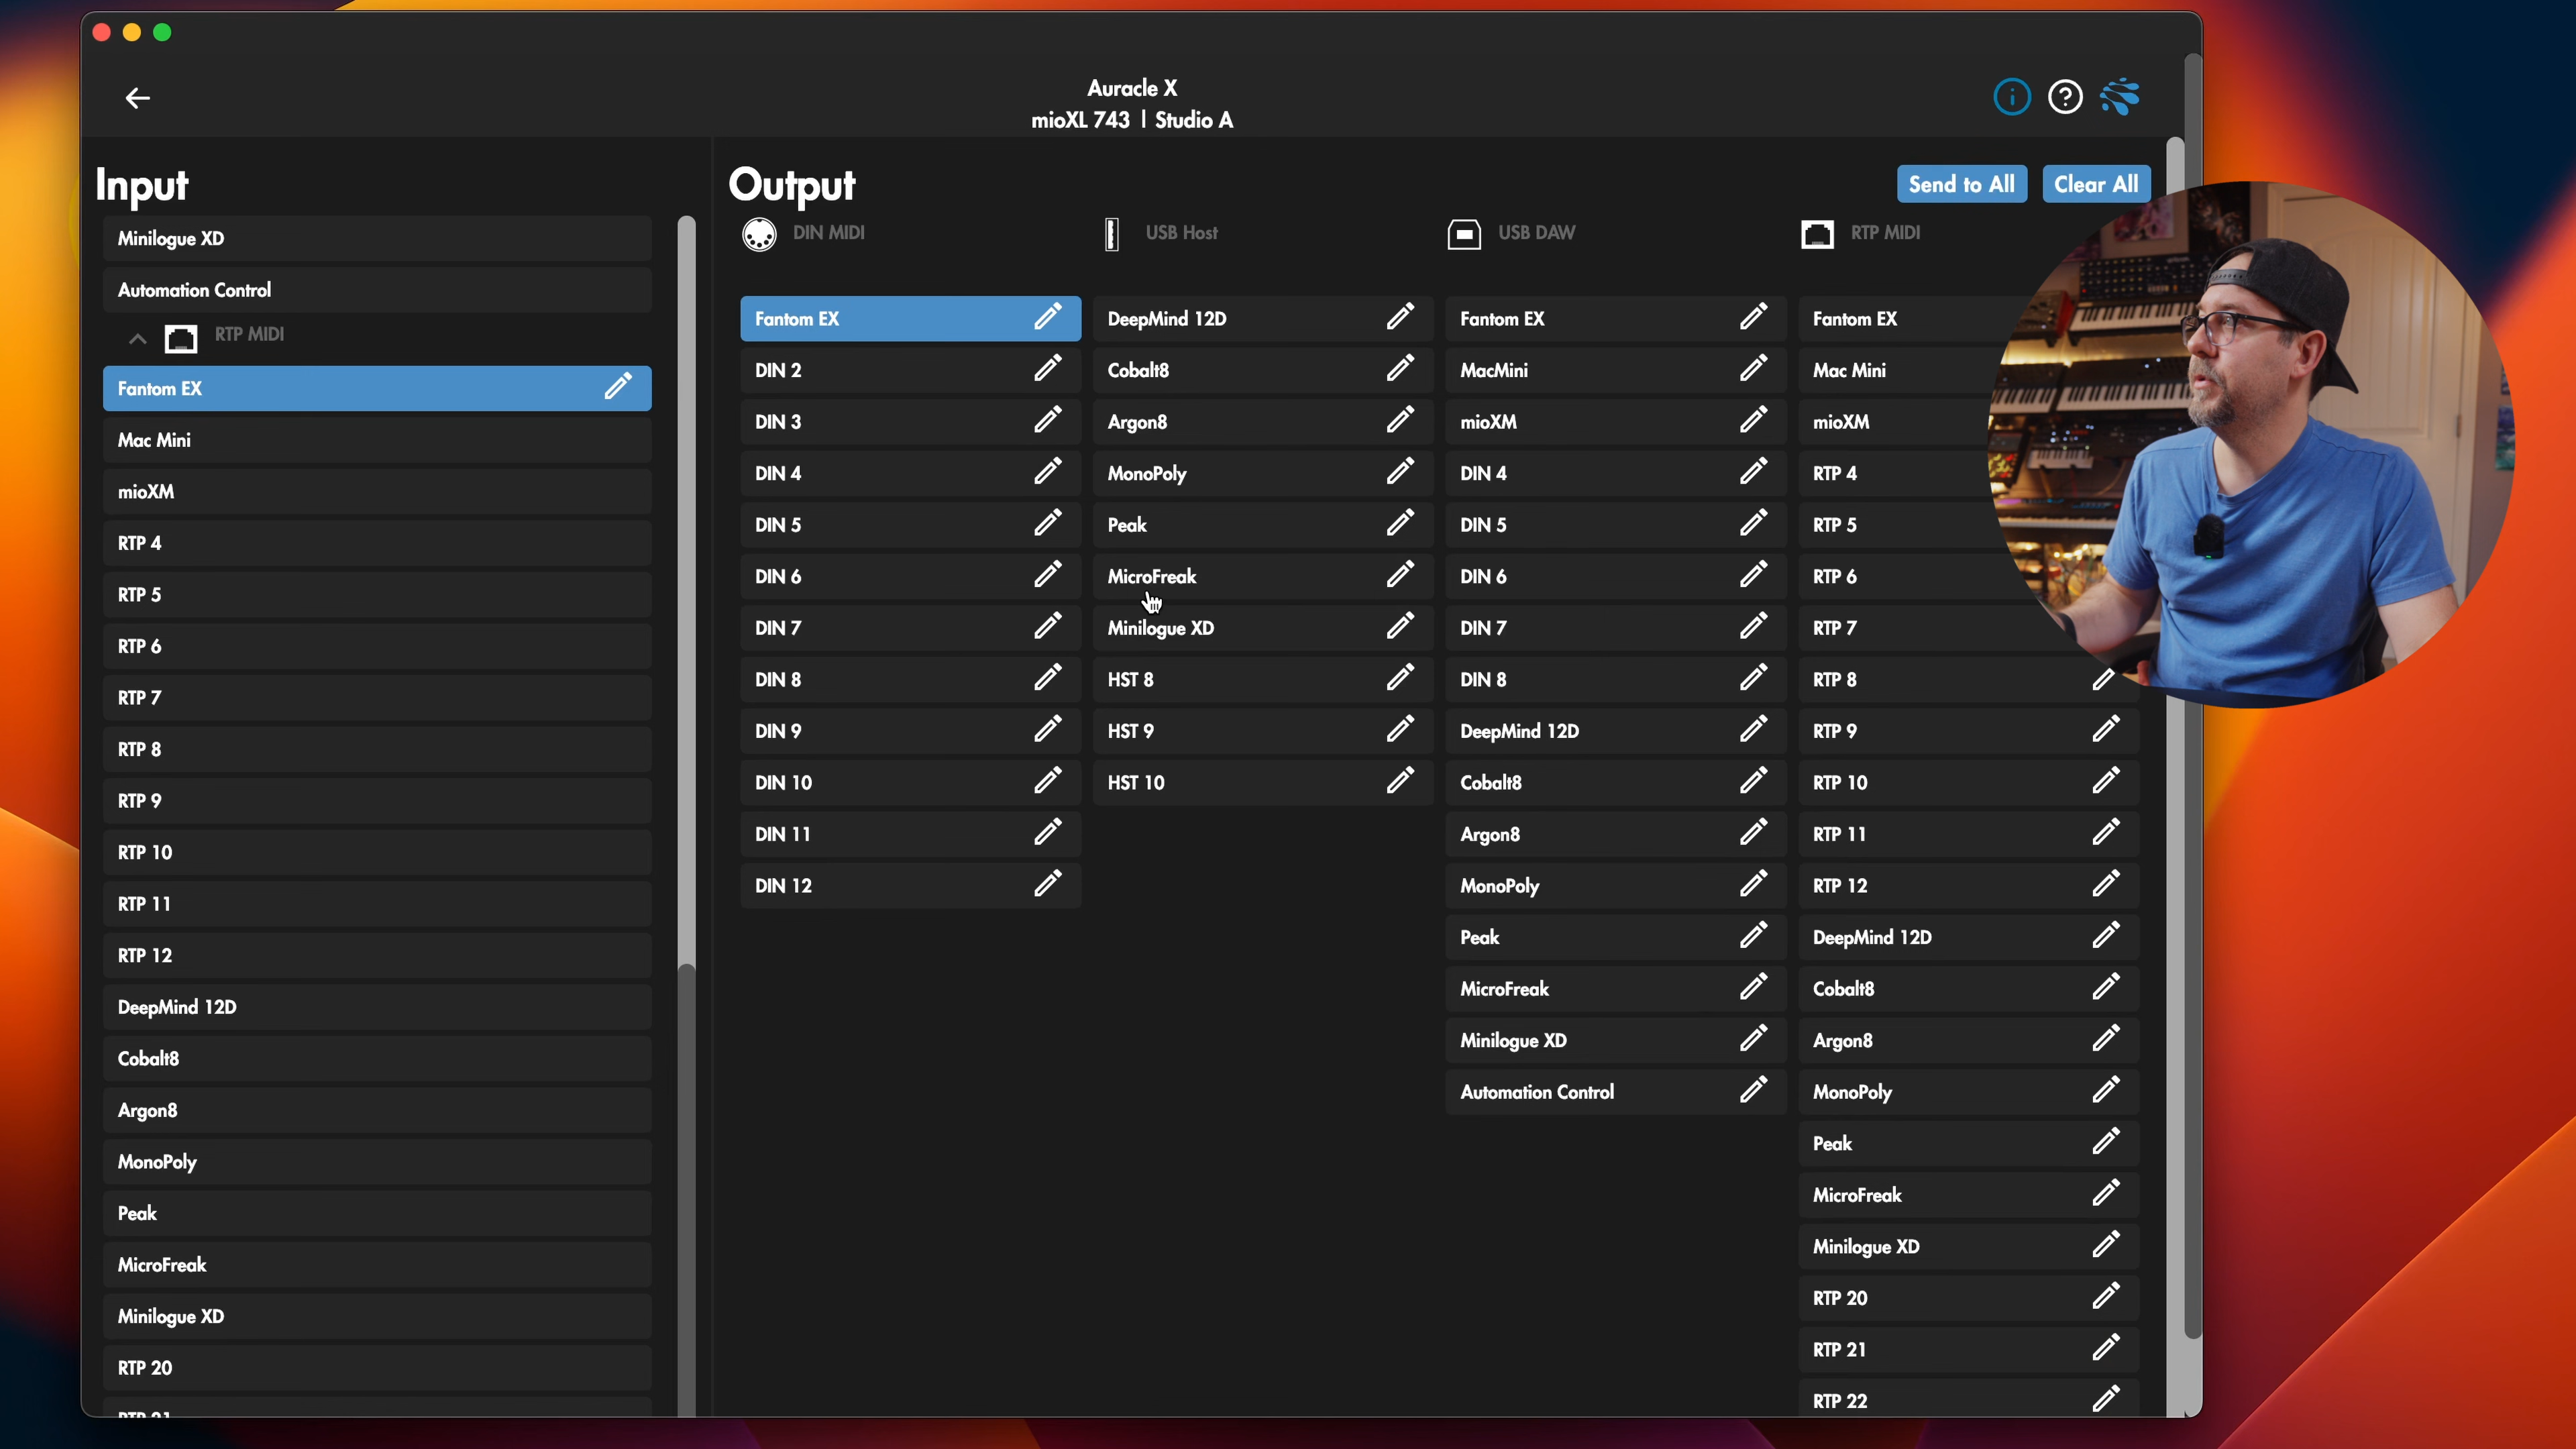 Auracle X
mioXL 743 | Studio A
Input
Minilogue XD
Automation Control
RTP MIDI
Fantom EX
Mac Mini
mioXM
RTP 4
RTP 5
RTP 6
RTP 7
RTP 8
RTP 9
RTP 10
RTP 11
RTP 12
DeepMind 12D
Cobalt8
Argon8
MonoPoly
Peak
MicroFreak
Minilogue XD
RTP 20
RTP 21
Output
Send to All
Clear All
DIN MIDI
Fantom EX
DIN 2
DIN 3
DIN 4
DIN 5
DIN 6
DIN 7
DIN 8
DIN 9
DIN 10
DIN 11
DIN 12
USB Host
DeepMind 12D
Cobalt8
Argon8
MonoPoly
Peak
MicroFreak
Minilogue XD
HST 8
HST 9
HST 10
USB DAW
Fantom EX
MacMini
mioXM
DIN 4
DIN 5
DIN 6
DIN 7
DIN 8
DeepMind 12D
Cobalt8
Argon8
MonoPoly
Peak
MicroFreak
Minilogue XD
Automation Control
RTP MIDI
Fantom EX
Mac Mini
mioXM
RTP 4
RTP 5
RTP 6
RTP 7
RTP 8
RTP 9
RTP 10
RTP 11
RTP 12
DeepMind 12D
Cobalt8
Argon8
MonoPoly
Peak
MicroFreak
Minilogue XD
RTP 20
RTP 21
RTP 22